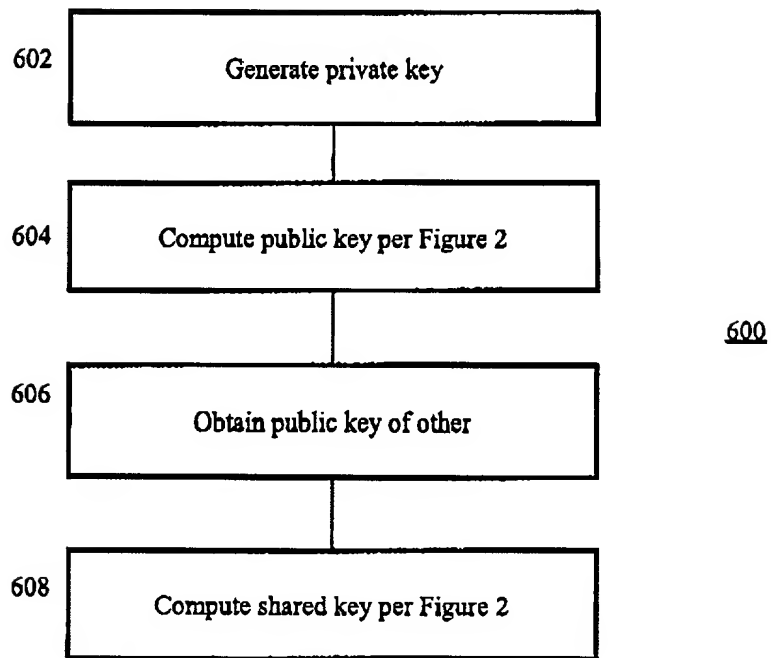 602
Generate private key
604
Compute public key per Figure 2
600
606
Obtain public key of other
608
Compute shared key per Figure 2